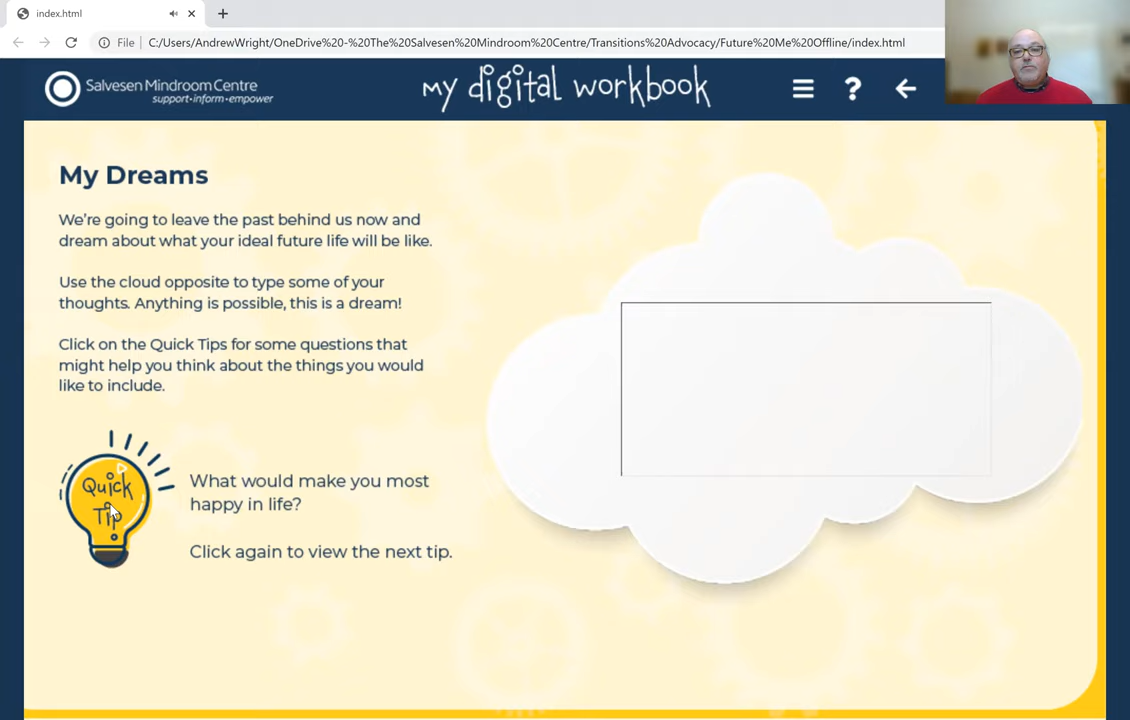 index.html
File
C:/Users/AndrewWright/OneDrive%20-%20The%20Salvesen%20Mindroom%20Centre/Transitions%20Advocacy/Future%20Me%20Offline/index.html
Salvesen Mindroom Centre
support·inform·empower
my digital workbook
?
My Dreams
We're going to leave the past behind us now and
dream about what your ideal future life will be like.
Use the cloud opposite to type some of your
thoughts. Anything is possible, this is a dream!
Click on the Quick Tips for some questions that
might help you think about the things you would
like to include.
Quick
Tip
What would make you most
happy in life?
Click again to view the next tip.